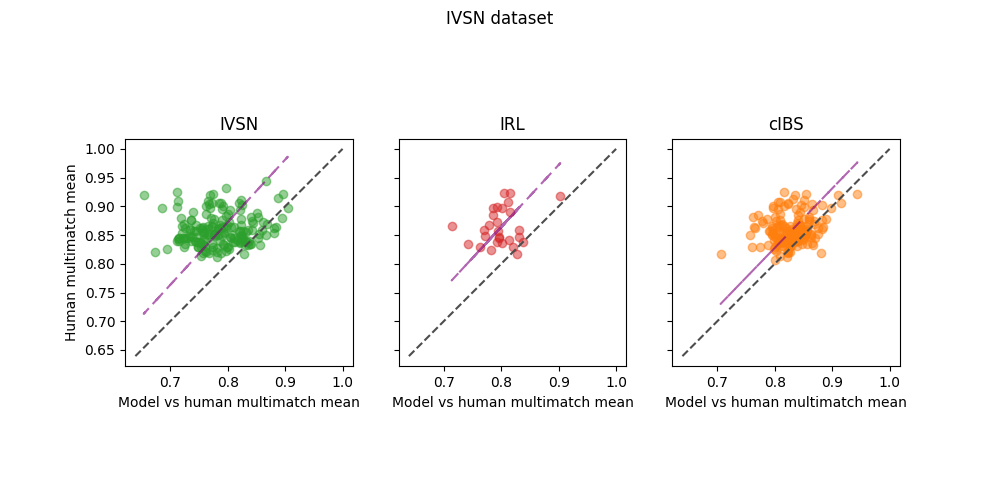 IVSN dataset
IVSN
IRL
cIBS
1.00
0.95
0.90
0.85
0.80
0.75
0.70
0.65
Human multimatch mean
0.7 0.8 0.9 1.0
0.7 0.8 0.9 1.0
0.7 0.8 0.9 1.0
Model vs human multimatch mean
Model vs human multimatch mean
Model vs human multimatch mean